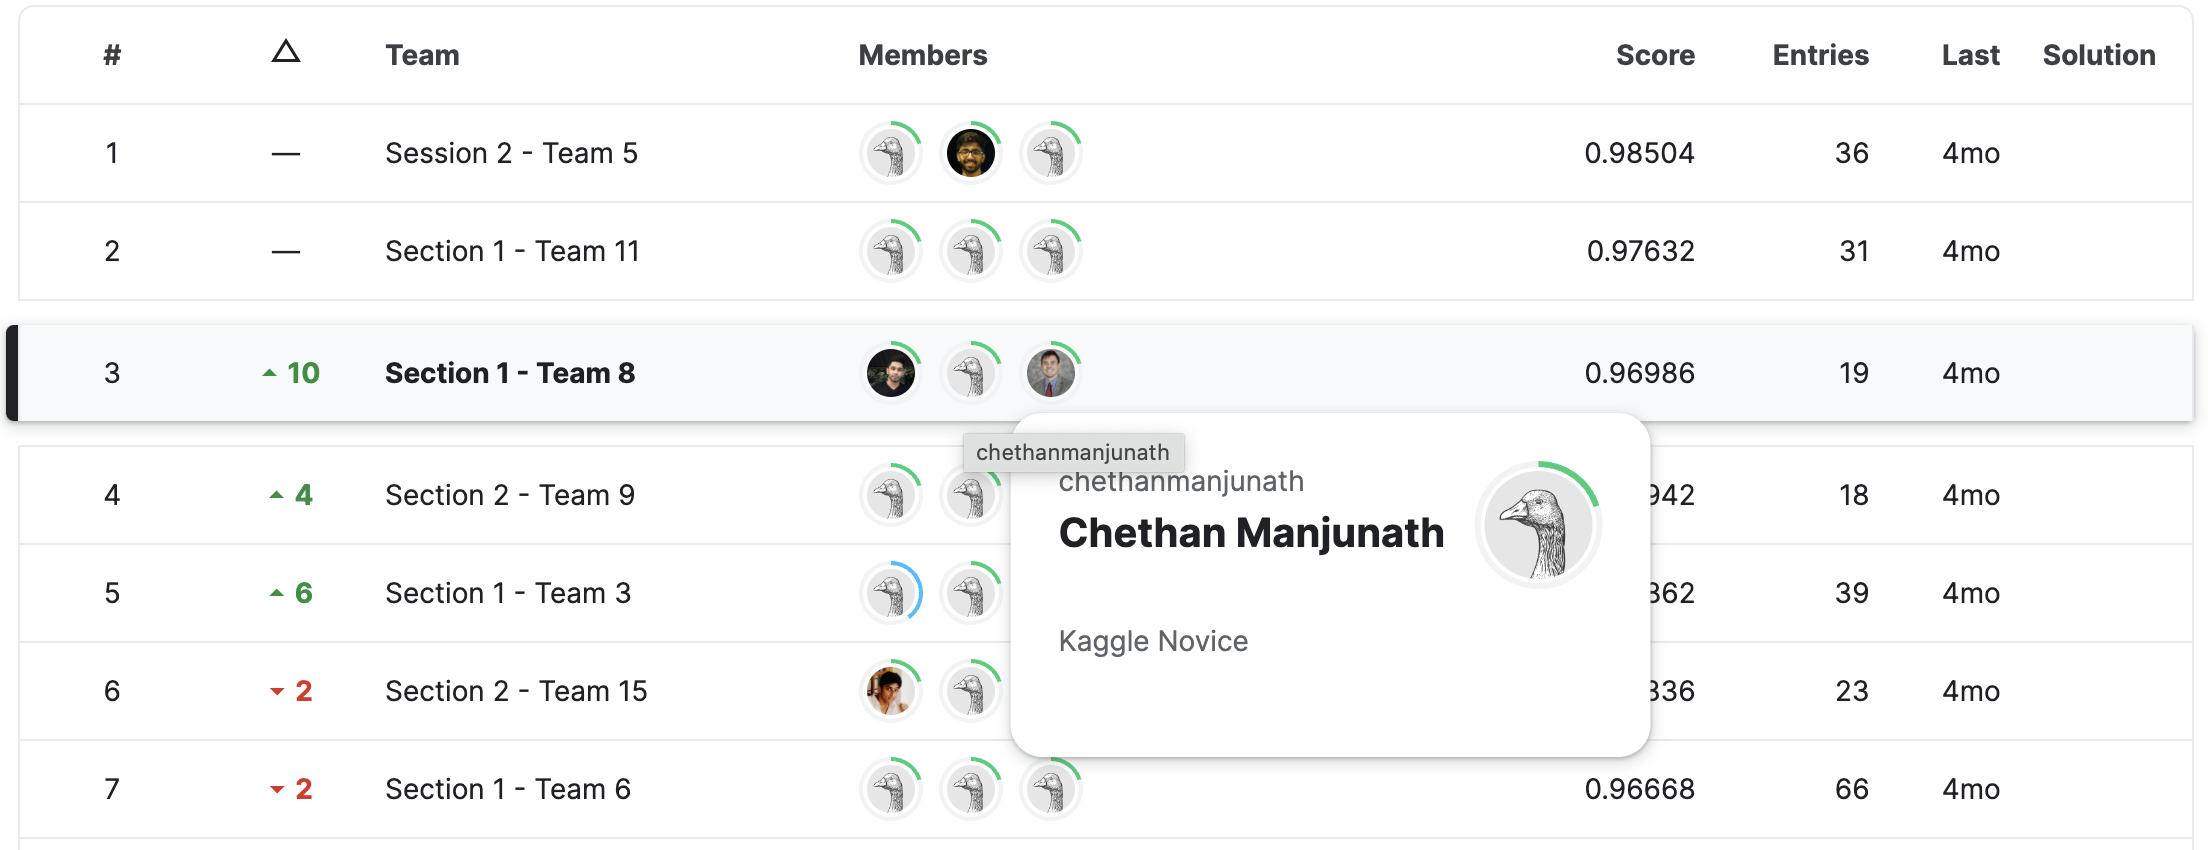 # △ Team Members Score Entries Last Solution
1 — Session 2 - Team 5 0.98504 36 4mo
2 — Section 1 - Team 11 0.97632 31 4mo
3 10 Section 1 - Team 8 0.96986 19 4mo
chethanmanjunath
chethanmanjunath
Chethan Manjunath
Kaggle Novice
4 4 Section 2 - Team 9 942 18 4mo
5 6 Section 1 - Team 3 862 39 4mo
6 2 Section 2 - Team 15 836 23 4mo
7 2 Section 1 - Team 6 0.96668 66 4mo